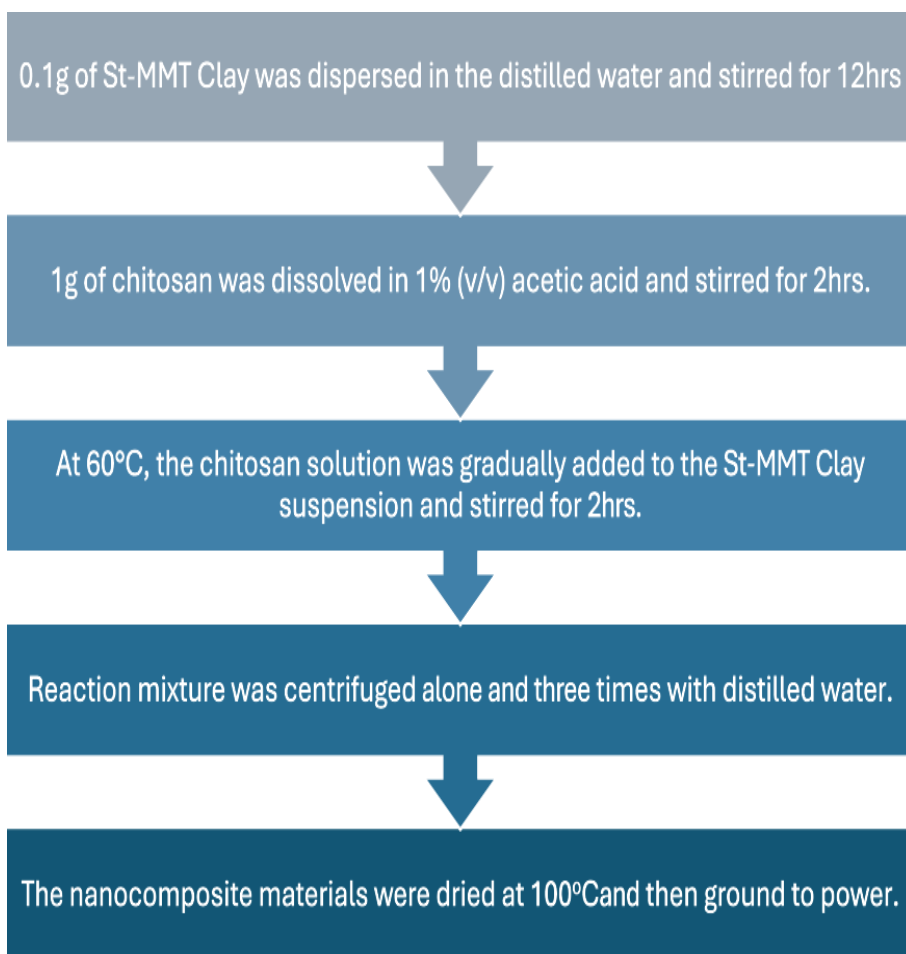 0.1g of St-MMT Clay was dispersed in the distilled water and stirred for 12hrs
1g of chitosan was dissolved in 1% (v/v) acetic acid and stirred for 2hrs.
At 60°C, the chitosan solution was gradually added to the St-MMT Clay
suspension and stirred for 2hrs.
Reaction mixture was centrifuged alone and three times with distilled water.
The nanocomposite materials were dried at 100°Cand then ground to power.